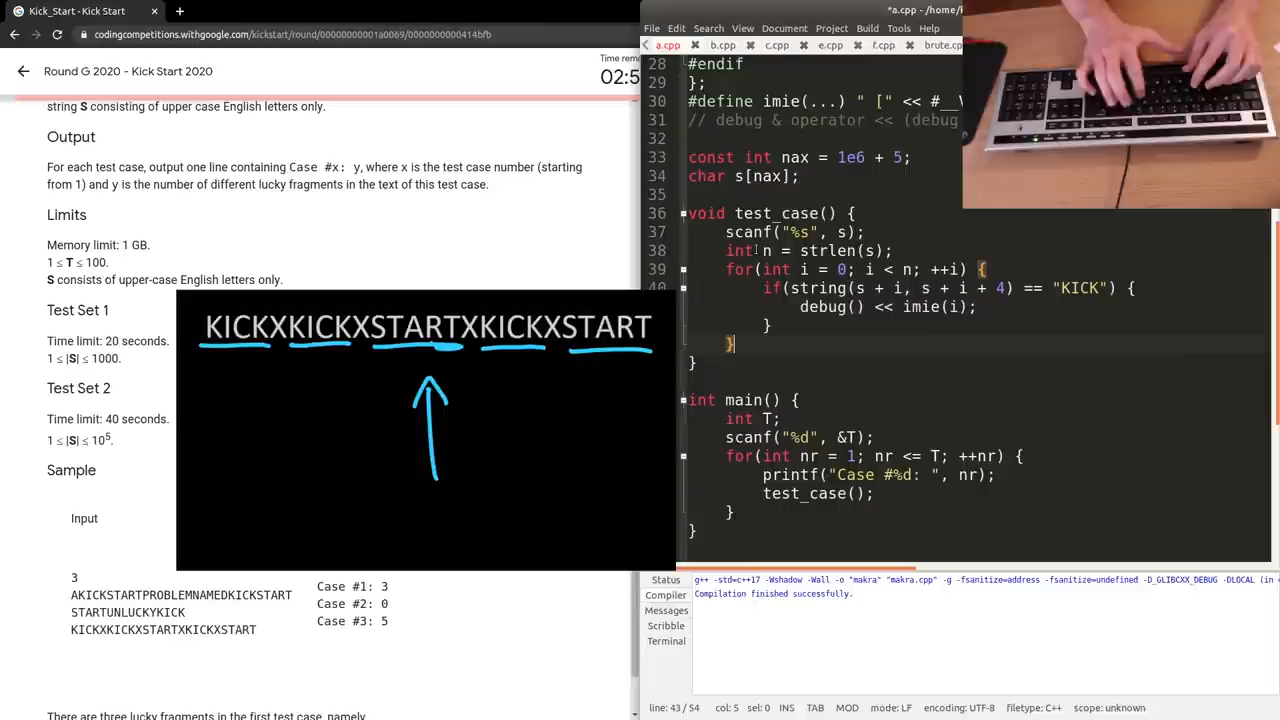 Kick_Start - Kick Start
codingcompetitions.withgoogle.com/kickstart/round/0000000001a0069/0000000000414bfb
Round G 2020 - Kick Start 2020
Time rema
02:5
string S consisting of upper case English letters only.
Output
For each test case, output one line containing Case #x: y, where x is the test case number (starting
from 1) and y is the number of different lucky fragments in the text of this test case.
Limits
Memory limit: 1 GB.
1 ≤ T ≤ 100.
S consists of upper-case English letters only.
Test Set 1
Time limit: 20 seconds.
1 ≤ |S| ≤ 1000.
Test Set 2
Time limit: 40 seconds.
1 ≤ |S| ≤ 10^5.
Sample
Input
3
AKICKSTARTPROBLEMNAMEDKICKSTART
STARTUNLUCKYKICK
KICKXKICKXSTARTXKICKXSTART
Case #1: 3
Case #2: 0
Case #3: 5
There are three lucky fragments in the first test case, namely
KICKXKICKXSTARTXKICKXSTART
*a.cpp - /home/k
File Edit Search View Document Project Build Tools Help
a.cpp b.cpp c.cpp e.cpp f.cpp brute.cp
28 #endif
29 };
30 #define imie(...) " [" << #__V
31 // debug & operator << (debug
32
33 const int nax = 1e6 + 5;
34 char s[nax];
35
36 void test_case() {
37 scanf("%s", s);
38 int n = strlen(s);
39 for(int i = 0; i < n; ++i) {
40 if(string(s + i, s + i + 4) == "KICK") {
debug() << imie(i);
}
}
}
int main() {
int T;
scanf("%d", &T);
for(int nr = 1; nr <= T; ++nr) {
printf("Case #%d: ", nr);
test_case();
}
}
Status
Compiler
Messages
Scribble
Terminal
g++ -std=c++17 -Wshadow -Wall -o "makra" "makra.cpp" -g -fsanitize=address -fsanitize=undefined -D_GLIBCXX_DEBUG -DLOCAL (in
Compilation finished successfully.
line: 43 / 54 col: 5 sel: 0 INS TAB MOD mode: LF encoding: UTF-8 filetype: C++ scope: unknown